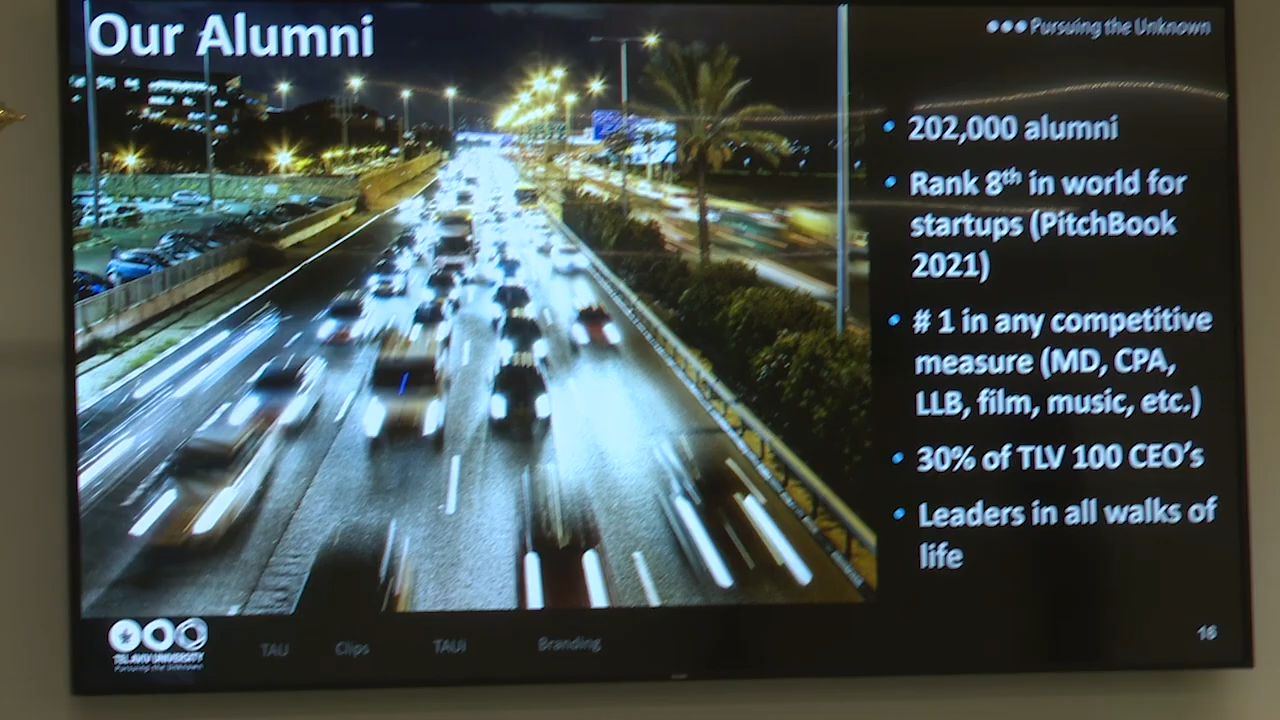 Our Alumni
●●● Pursuing the Unknown
• 202,000 alumni
• Rank 8th in world for
startups (PitchBook
2021)
• # 1 in any competitive
measure (MD, CPA,
LLB, film, music, etc.)
• 30% of TLV 100 CEO's
• Leaders in all walks of
life
TEL AVIV UNIVERSITY
Pursuing the Unknown
TAU Clips TAUi Branding
16